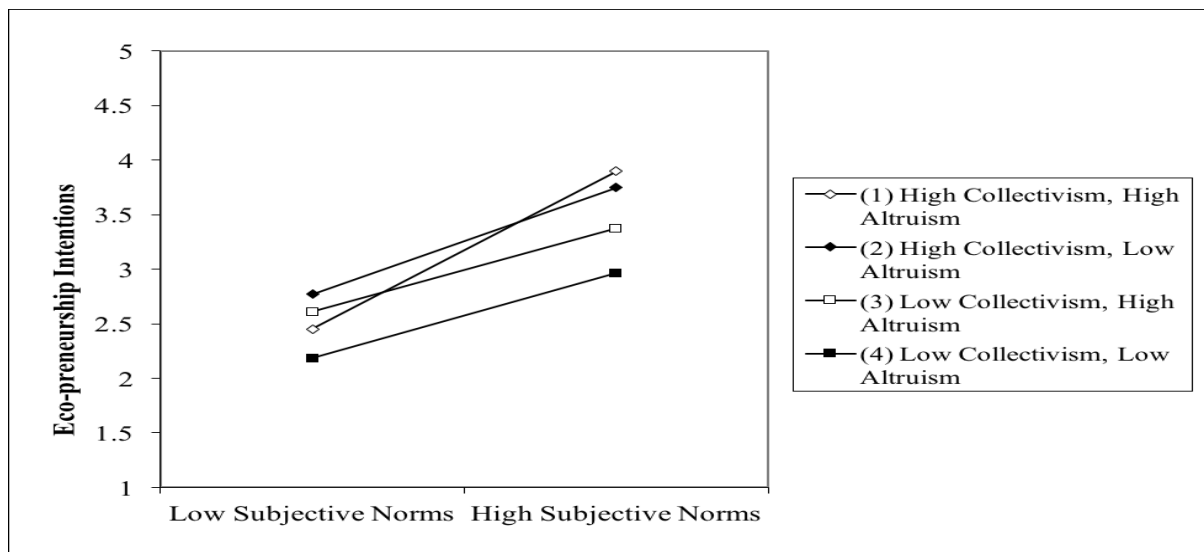 5
4.5
4
3.5
3
2.5
2
1.5
1
Eco-preneurship Intentions
Low Subjective Norms High Subjective Norms
(1) High Collectivism, High
Altruism
(2) High Collectivism, Low
Altruism
(3) Low Collectivism, High
Altruism
(4) Low Collectivism, Low
Altruism